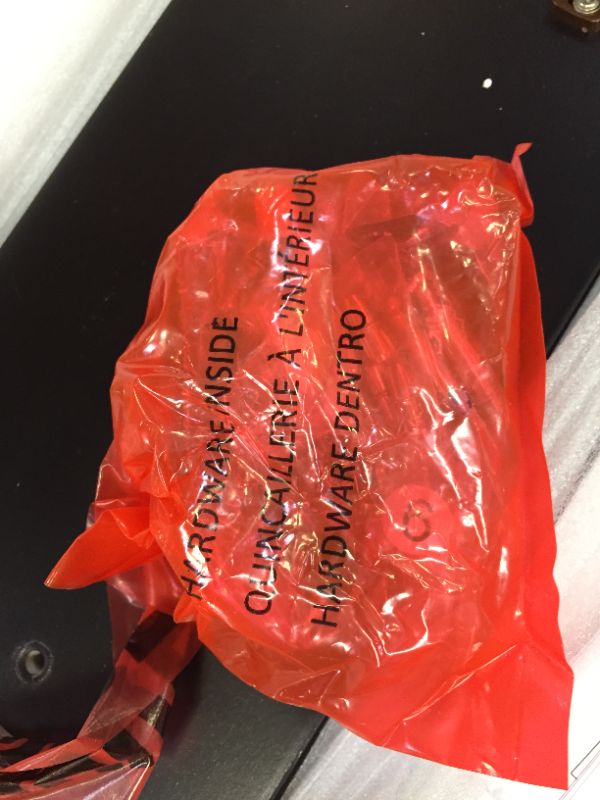 HARDWARE INSIDE
QUINCAILLERIE À L'INTÉRIEUR
HARDWARE DENTRO